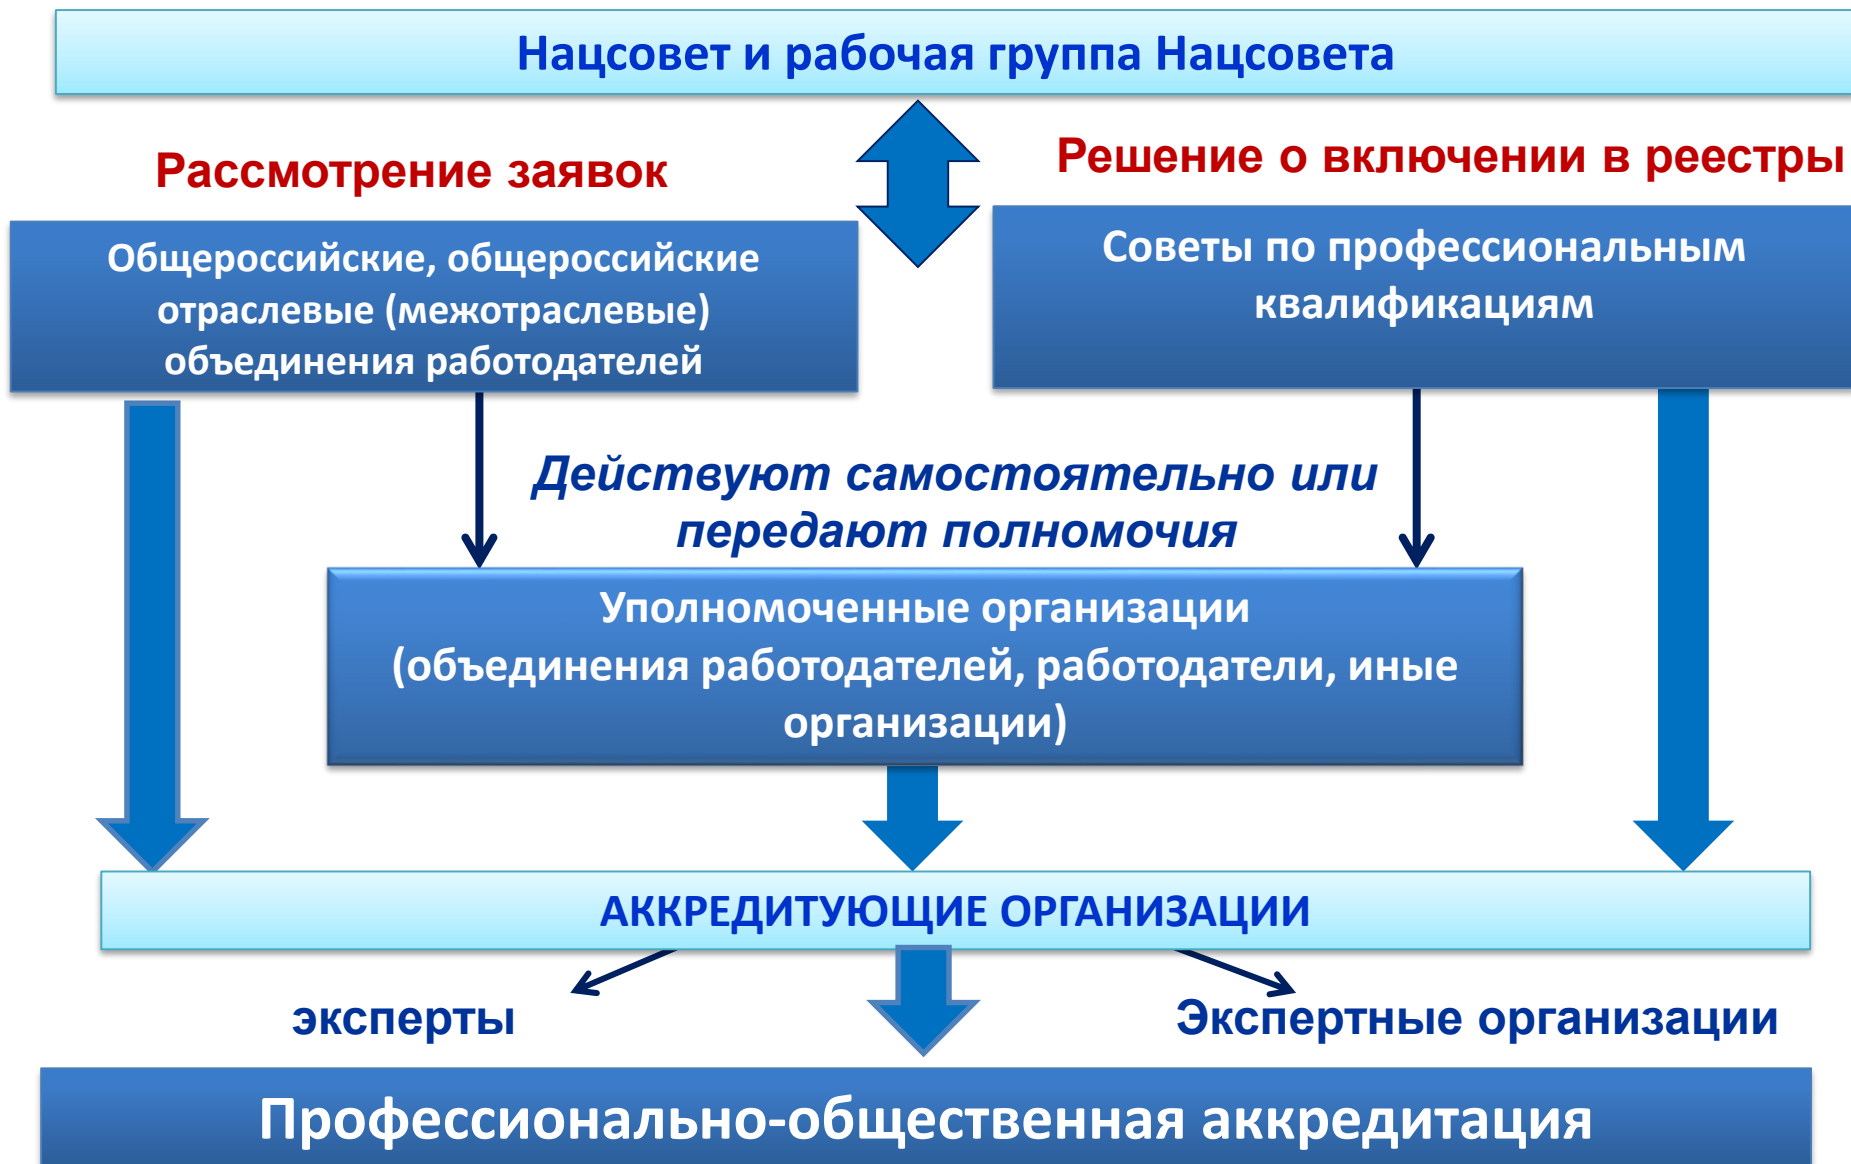 Нацсовет и рабочая группа Нацсовета
Рассмотрение заявок
Решение о включении в реестры
Общероссийские, общероссийские
отраслевые (межотраслевые)
объединения работодателей
Советы по профессиональным
квалификациям
Действуют самостоятельно или
передают полномочия
Уполномоченные организации
(объединения работодателей, работодатели, иные
организации)
АККРЕДИТУЮЩИЕ ОРГАНИЗАЦИИ
эксперты
Экспертные организации
Профессионально-общественная аккредитация